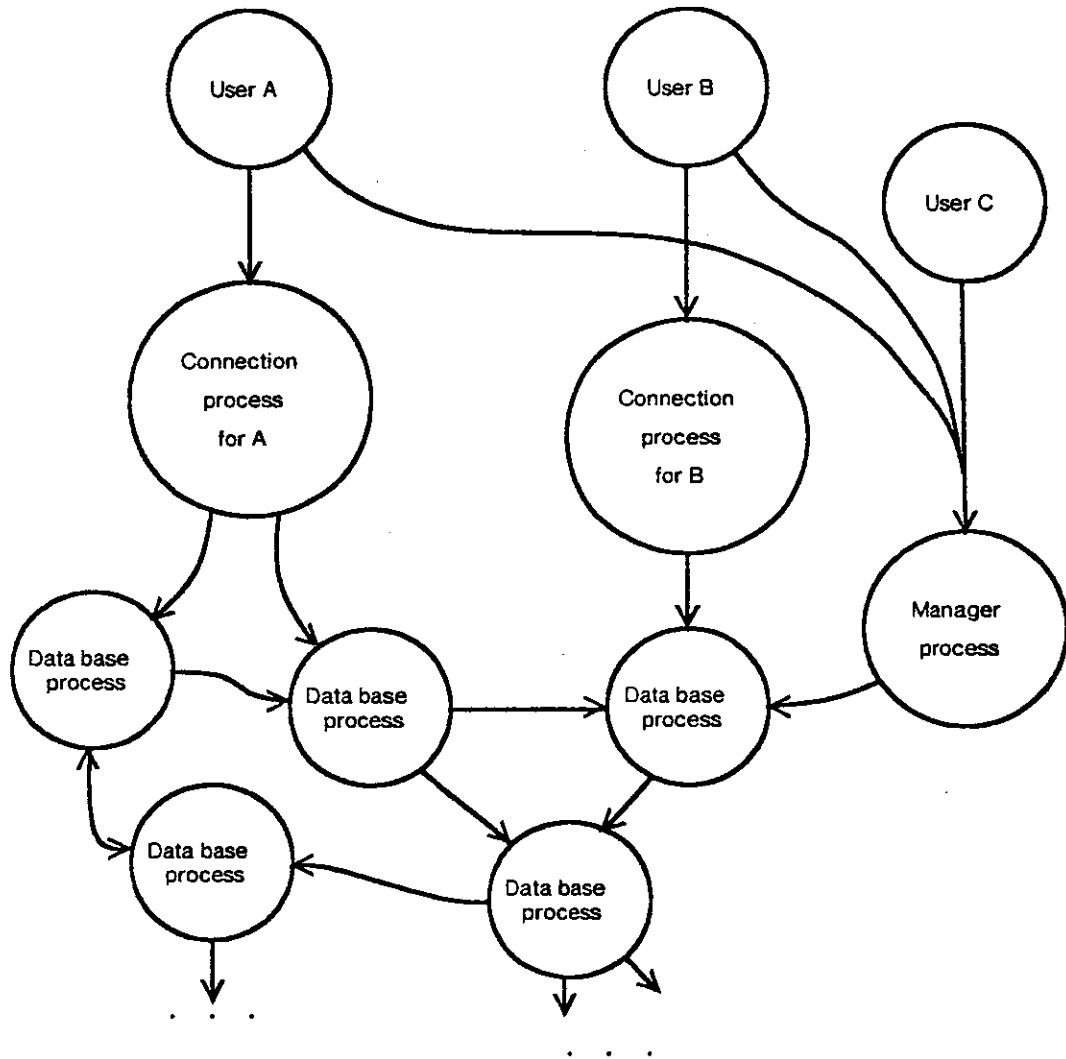 User A
User B
User C
Connection
process
for A
Connection
process
for B
Manager
process
Data base
process
Data base
process
Data base
process
Data base
process
Data base
process
. . .
. . .